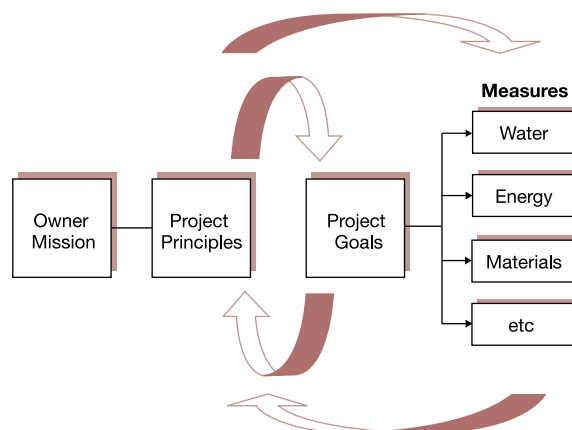 Measures
Water
Energy
Owner
Mission
Project
Principles
Project
Goals
Materials
etc